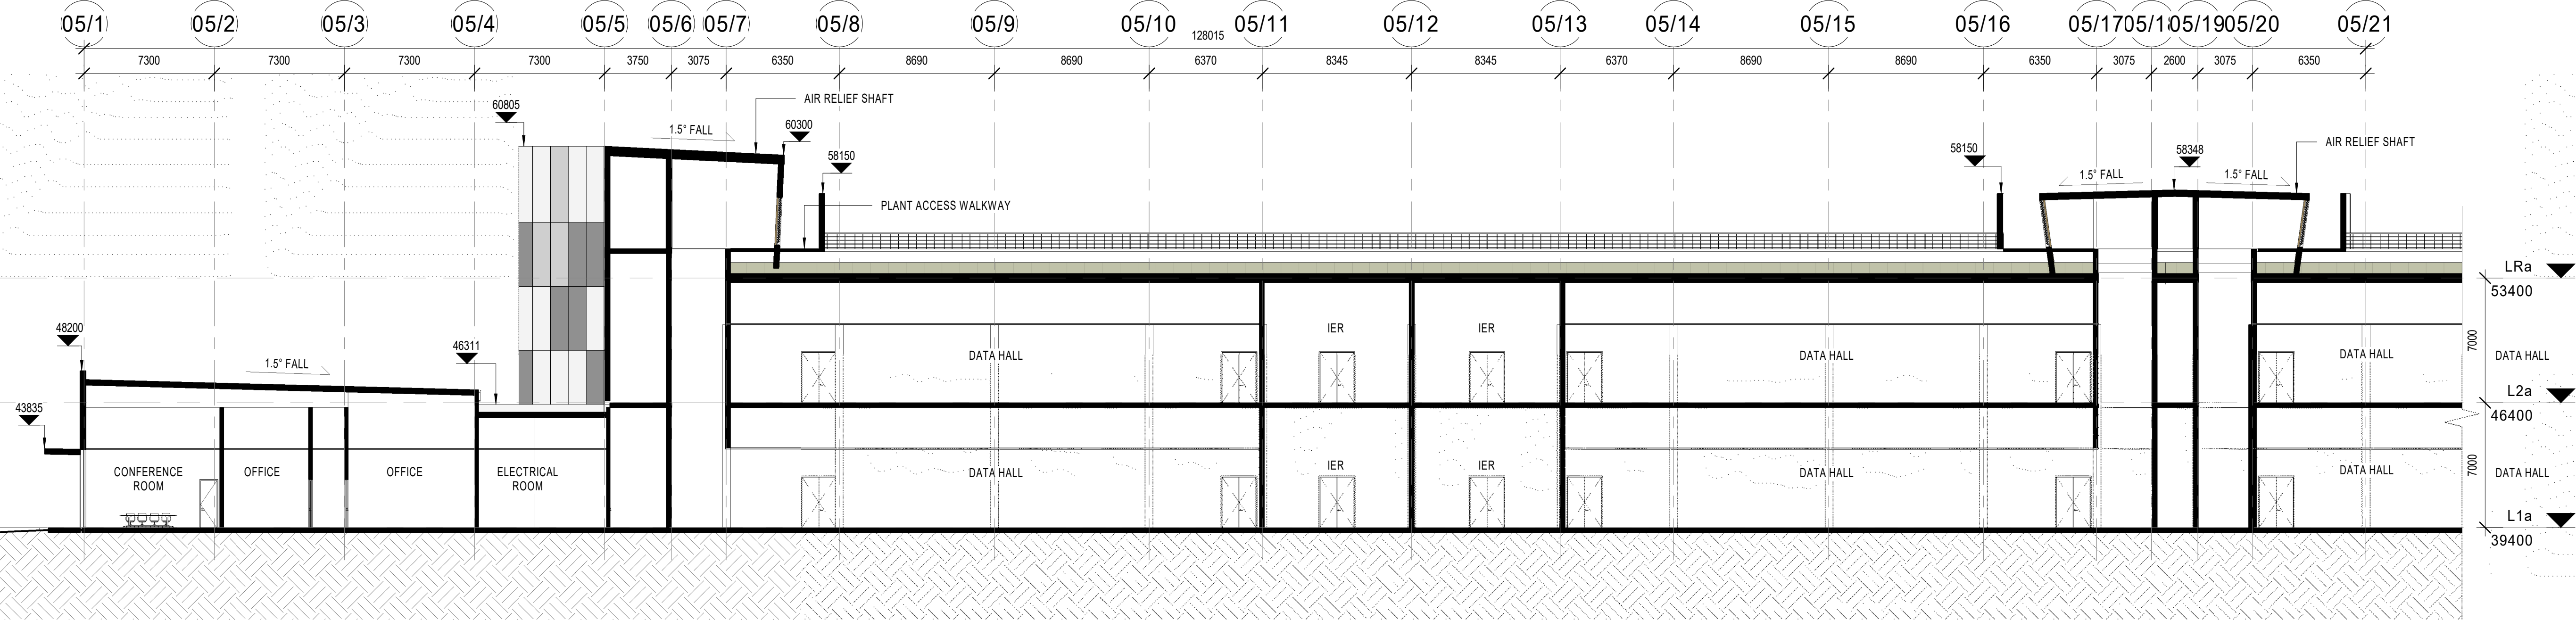 05/1 05/2 05/3 05/4 05/5 05/6 05/7 05/8 05/9 05/10 05/11 05/12 05/13 05/14 05/15 05/16 05/17 05/18 05/19 05/20 05/21
128015
7300 7300 7300 7300 3750 3075 6350 8690 8690 6370 8345 8345 6370 8690 8690 6350 3075 2600 3075 6350
60805
AIR RELIEF SHAFT
1.5° FALL
60300
58150
PLANT ACCESS WALKWAY
58150
58348
AIR RELIEF SHAFT
1.5° FALL
1.5° FALL
LRa
53400
48200
46311
1.5° FALL
43835
IER
IER
DATA HALL
DATA HALL
DATA HALL
DATA HALL
7000
L2a
46400
CONFERENCE
ROOM
OFFICE
OFFICE
ELECTRICAL
ROOM
DATA HALL
IER
IER
DATA HALL
DATA HALL
DATA HALL
7000
L1a
39400